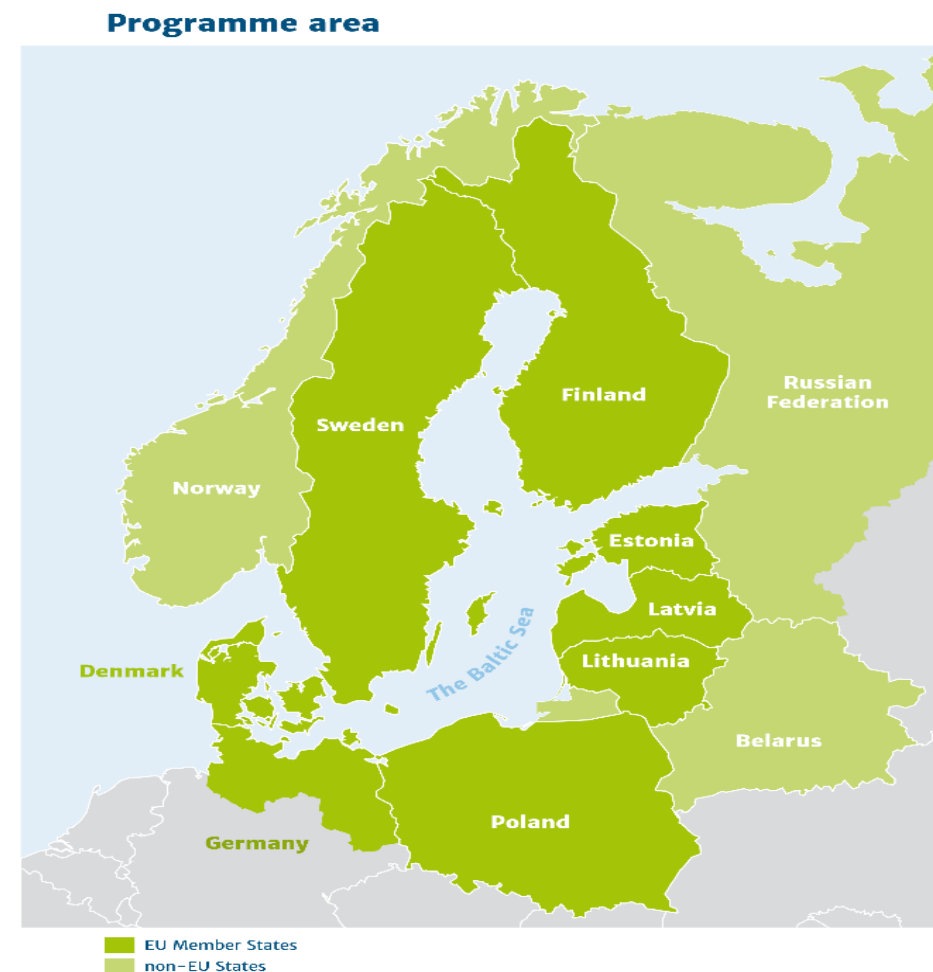 Programme area
Finland
Russian
Federation
Sweden
Norway
Estonia
Latvia
The Baltic Sea
Lithuania
Denmark
Belarus
Poland
Germany
EU Member States
non-EU States